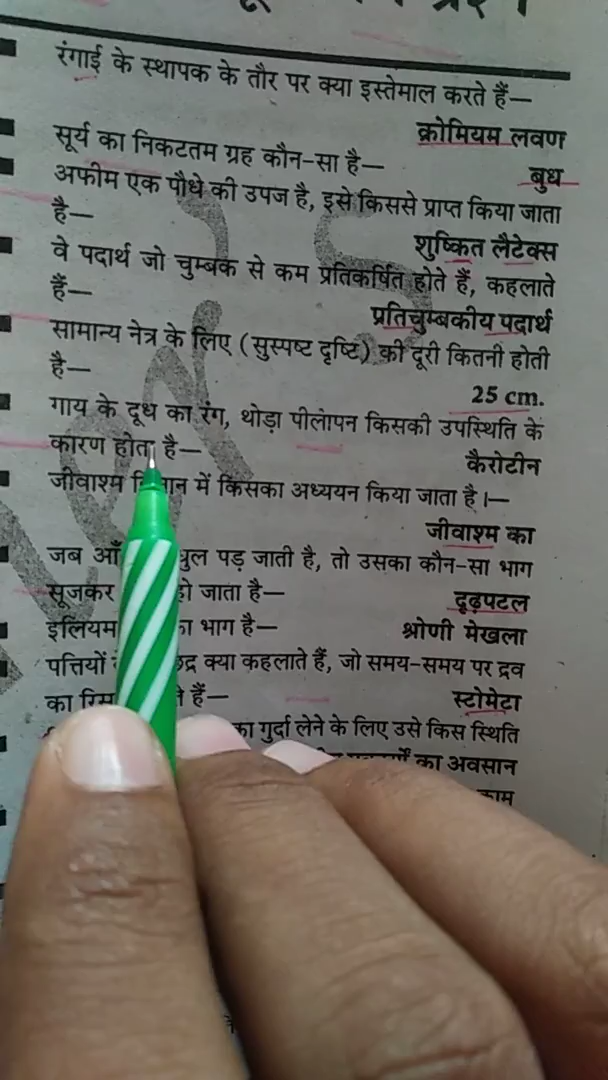 रंगाई के स्थापक के तौर पर क्या इस्तेमाल करते हैं—
क्रोमियम लवण
सूर्य का निकटतम ग्रह कौन-सा है—
बुध
अफीम एक पौधे की उपज है, इसे किससे प्राप्त किया जाता
है—
शुष्कित लैटेक्स
वे पदार्थ जो चुम्बक से कम प्रतिकर्षित होते हैं, कहलाते
हैं—
प्रतिचुम्बकीय पदार्थ
सामान्य नेत्र के लिए (सुस्पष्ट दृष्टि) की दूरी कितनी होती
है—
25 cm.
गाय के दूध का रंग, थोड़ा पीलापन किसकी उपस्थिति के
कारण होता है—
कैरोटीन
जीवाश्म में किसका अध्ययन किया जाता है।—
जीवाश्म का
जब पड़ जाती है, तो उसका कौन-सा भाग
सूजकर हो जाता है—
दृढ़पटल
इलियम भाग है—
श्रोणी मेखला
पत्तियों क्या कहलाते हैं, जो समय-समय पर द्रव
का हैं—
स्टोमेटा
का गुर्दा लेने के लिए उसे किस स्थिति
का अवसान
काम